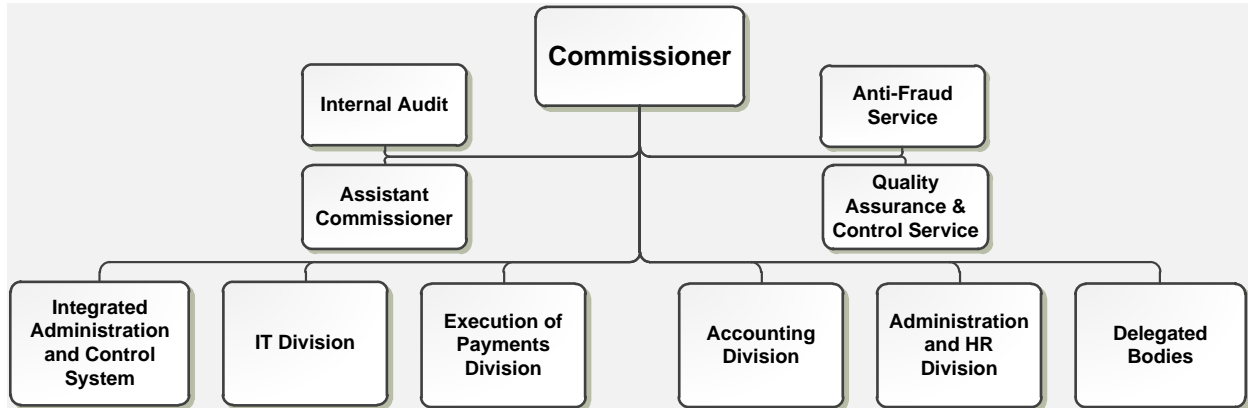 Commissioner
Internal Audit
Anti-Fraud
Service
Assistant
Commissioner
Quality
Assurance &
Control Service
Integrated
Administration
and Control
System
IT Division
Execution of
Payments
Division
Accounting
Division
Administration
and HR
Division
Delegated
Bodies